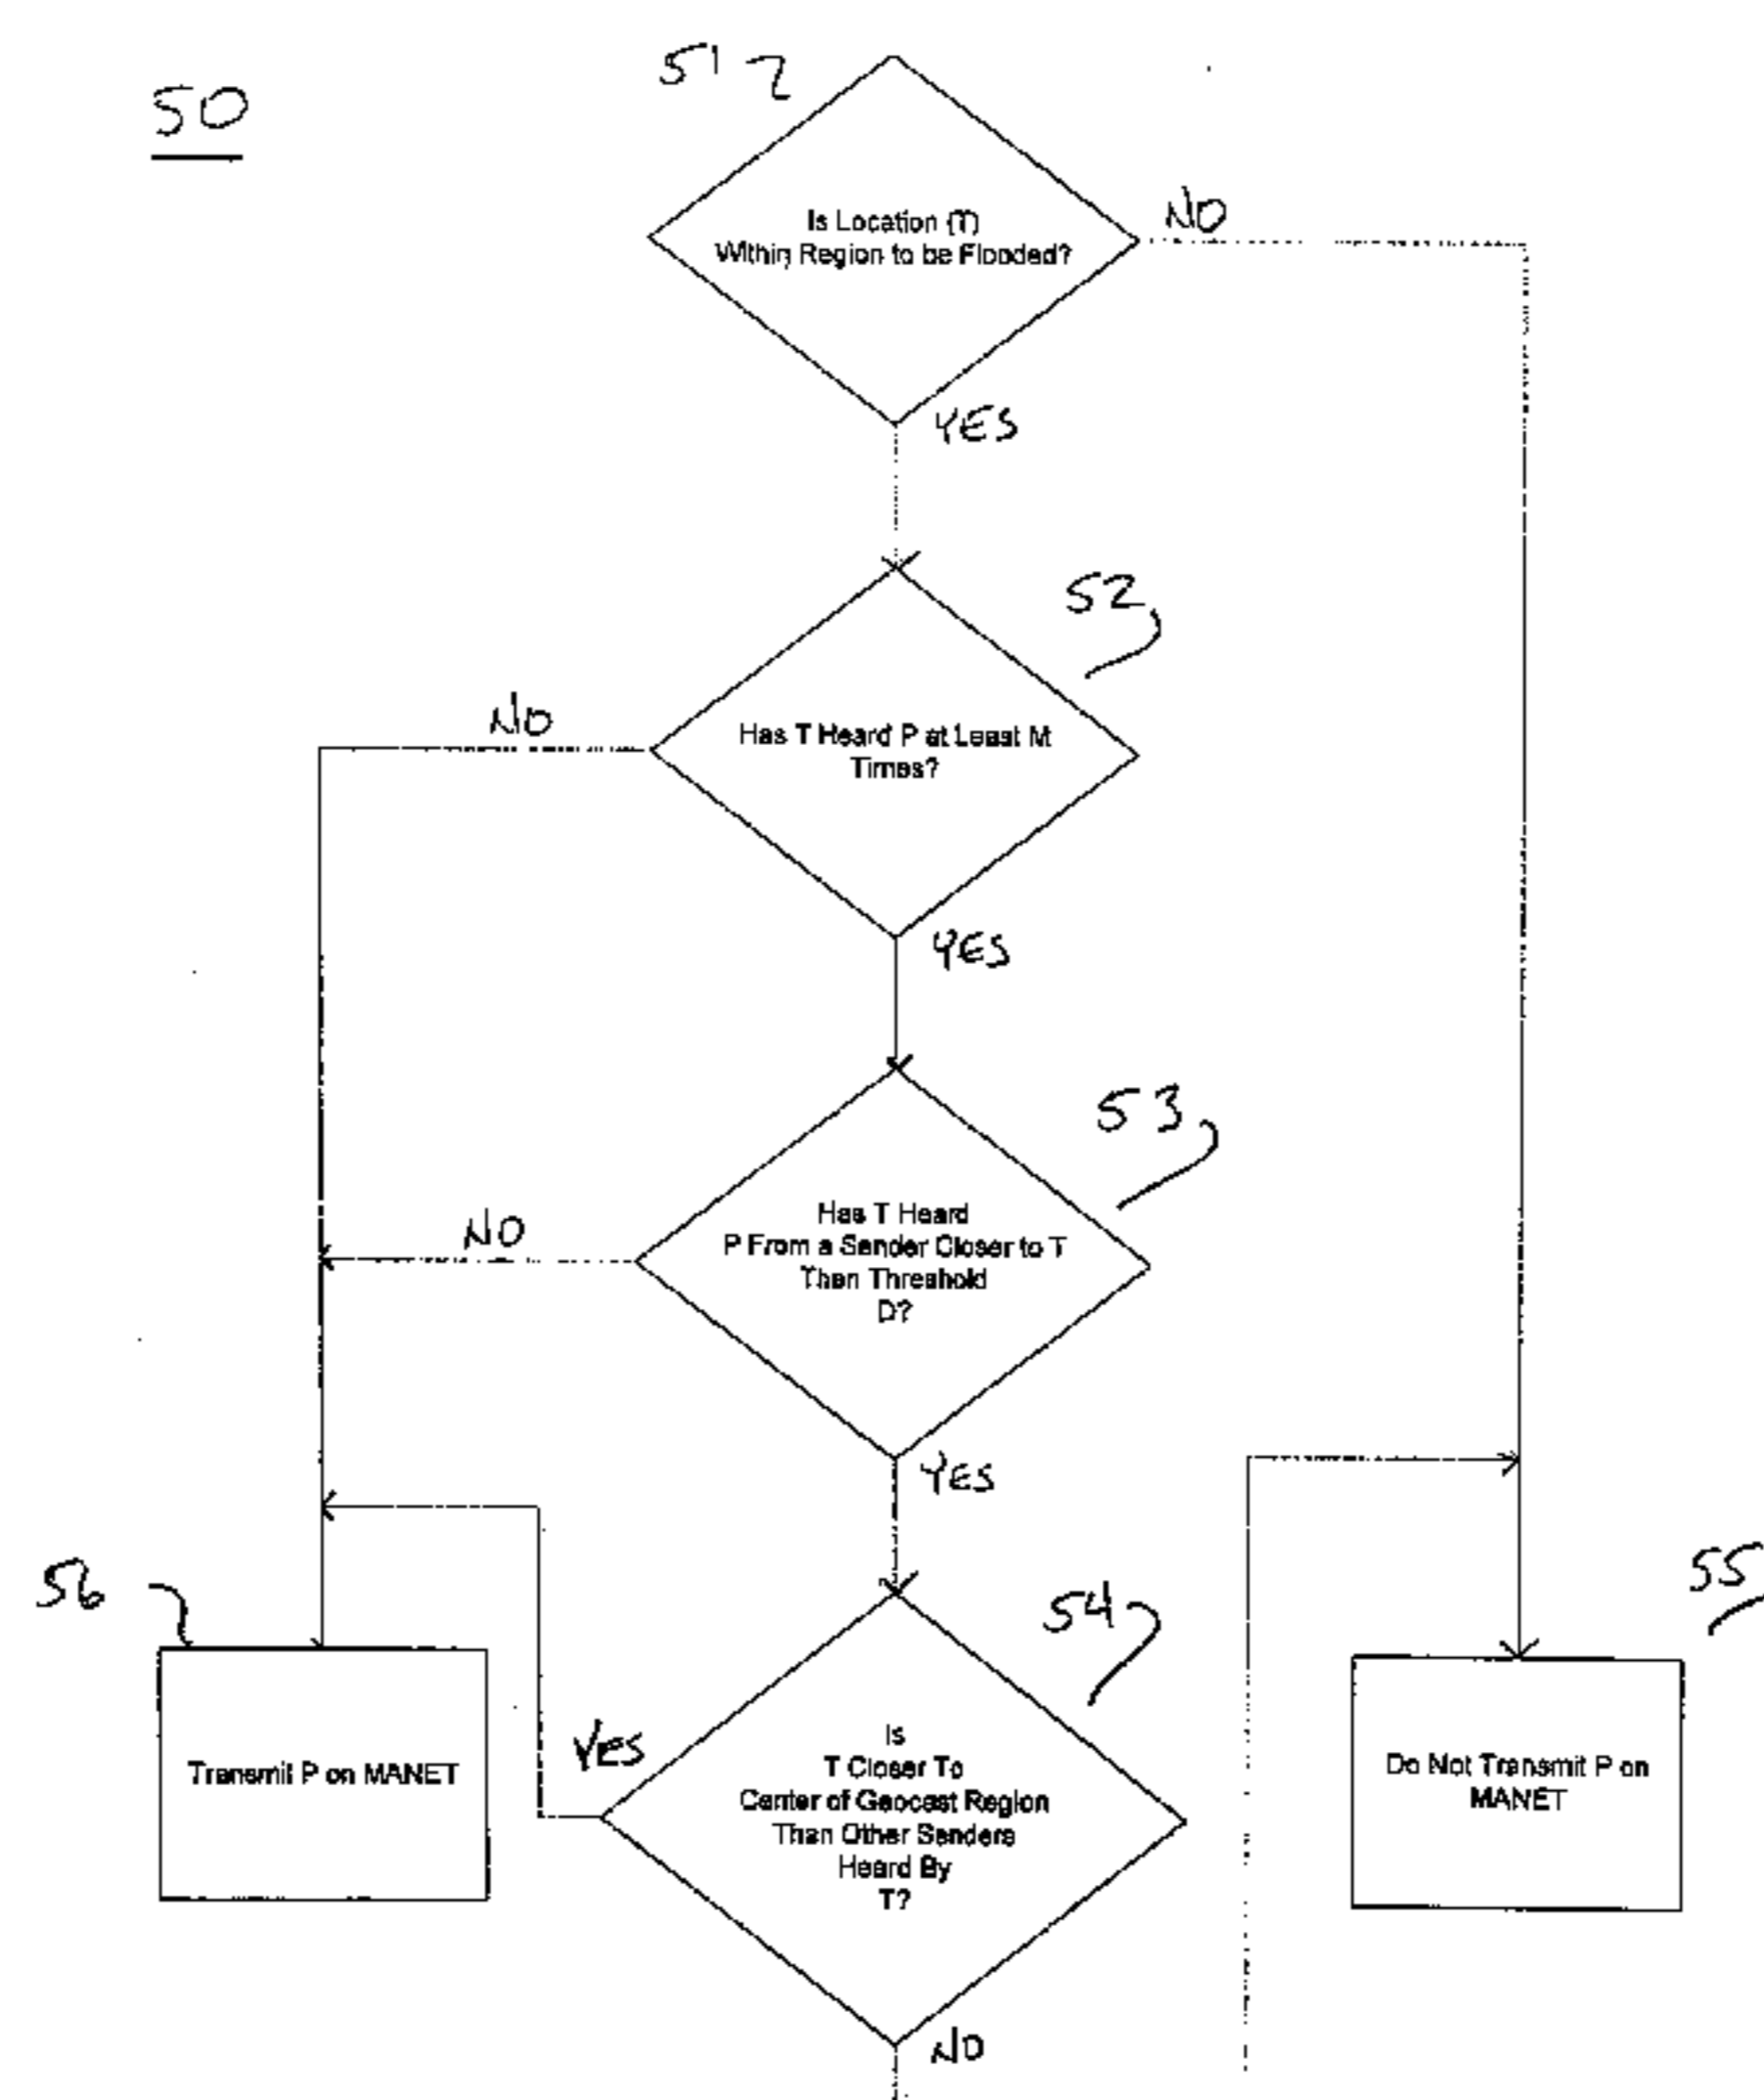 50
51
Is Location (T)
Within Region to be Flooded?
NO
YES
52
Has T Heard P at Least M
Times?
NO
YES
53
Has T Heard
P From a Sender Closer to T
Than Threshold
D?
NO
YES
54
Is
T Closer To
Center of Geocast Region
Than Other Senders
Heard By
T?
YES
NO
56
Transmit P on MANET
55
Do Not Transmit P on
MANET